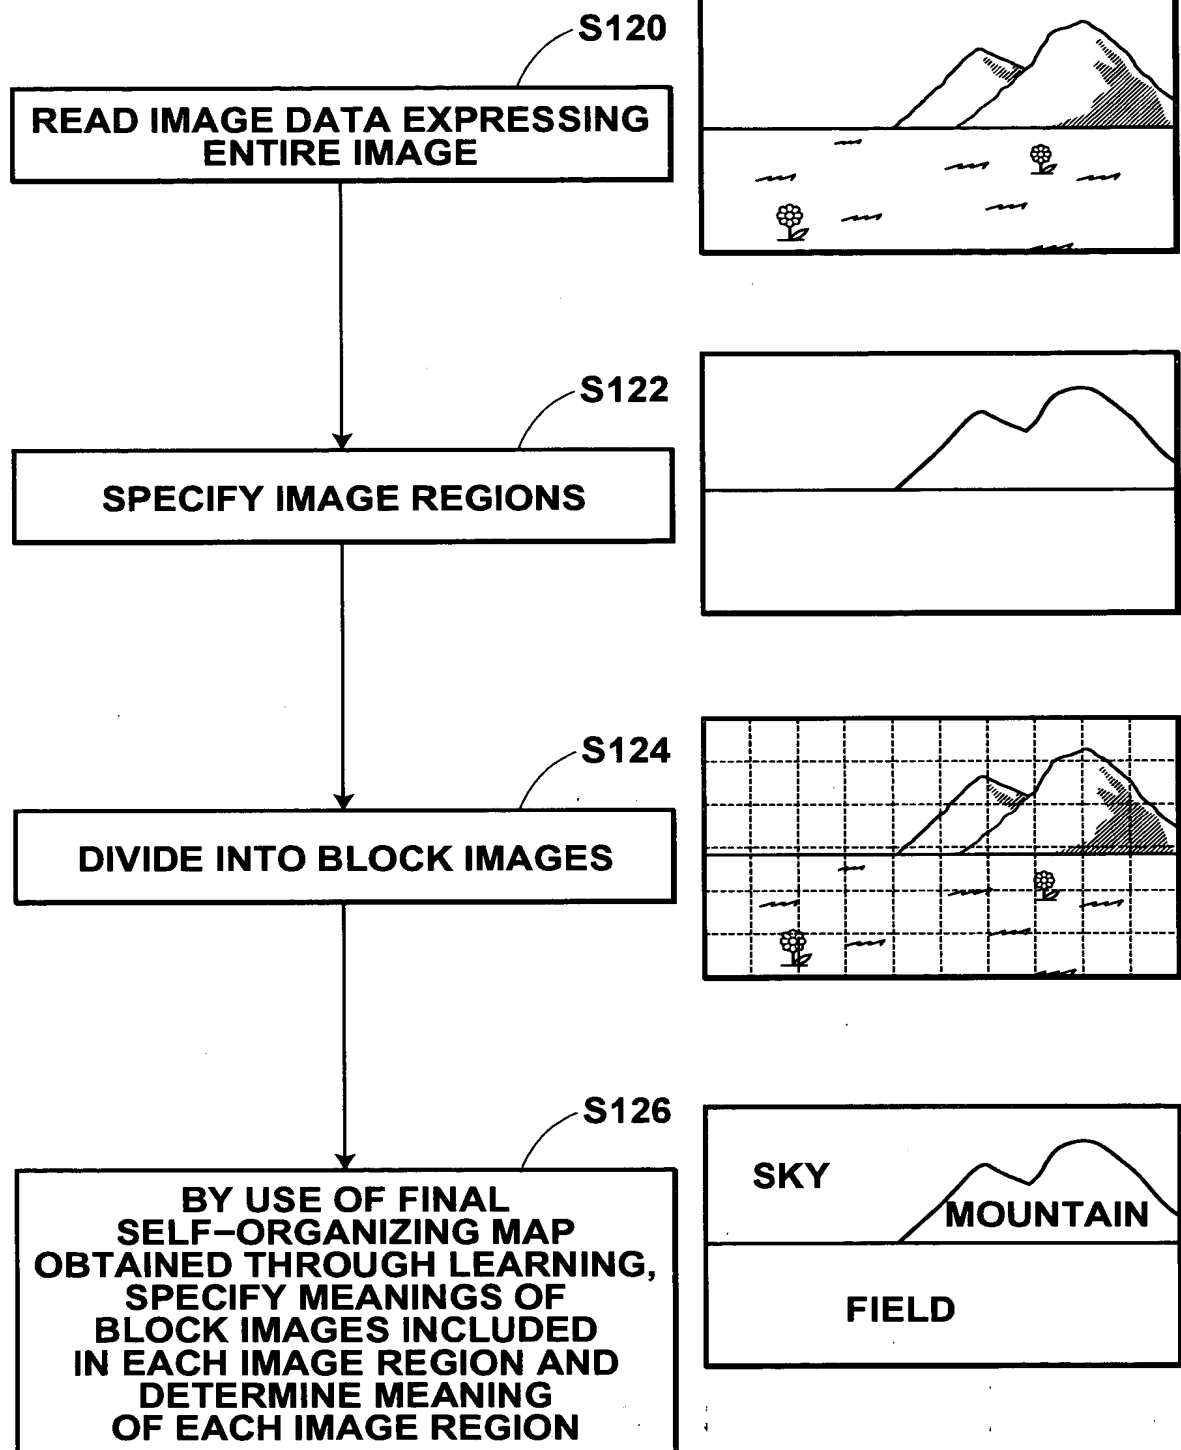 S120
READ IMAGE DATA EXPRESSING
ENTIRE IMAGE
S122
SPECIFY IMAGE REGIONS
S124
DIVIDE INTO BLOCK IMAGES
S126
BY USE OF FINAL
SELF-ORGANIZING MAP
OBTAINED THROUGH LEARNING,
SPECIFY MEANINGS OF
BLOCK IMAGES INCLUDED
IN EACH IMAGE REGION AND
DETERMINE MEANING
OF EACH IMAGE REGION
SKY
MOUNTAIN
FIELD